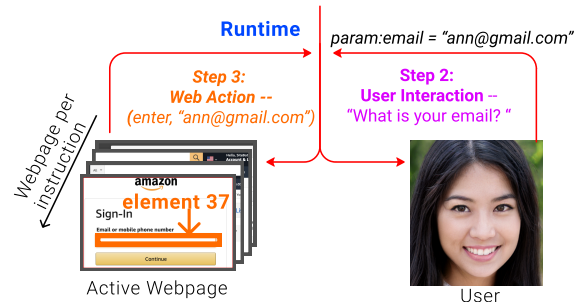 Runtime
param:email = “ann@gmail.com”
Step 3:
Web Action --
(enter, “ann@gmail.com”)
Step 2:
User Interaction --
“What is your email? “
Webpage per
instruction
Hello,
Account &
amazon
element 37
Sign-In
Email or mobile phone number
Continue
Active Webpage
User